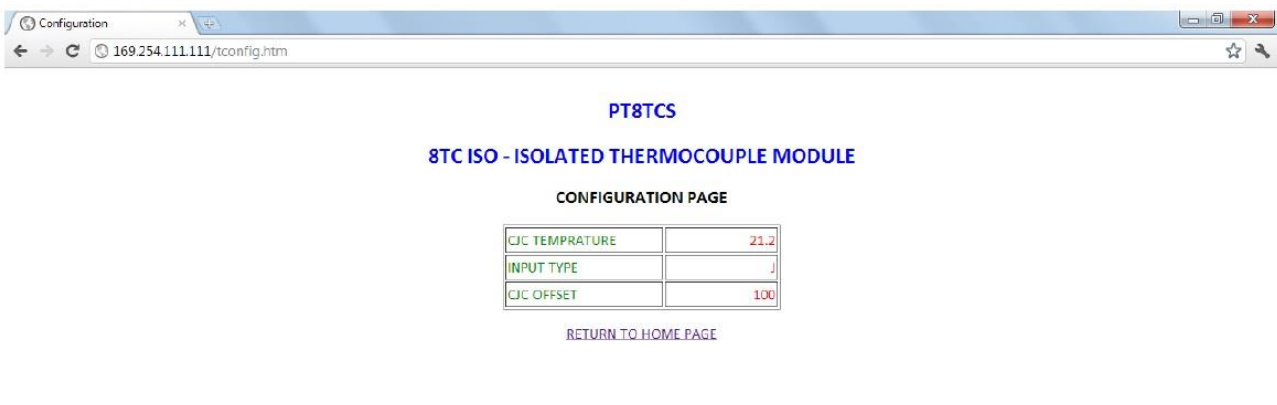 Configuration
169.254.111.111/tconfig.htm
PT8TCS
8TC ISO - ISOLATED THERMOCOUPLE MODULE
CONFIGURATION PAGE
CJC TEMPRATURE 21.2
INPUT TYPE J
CJC OFFSET 100
RETURN TO HOME PAGE